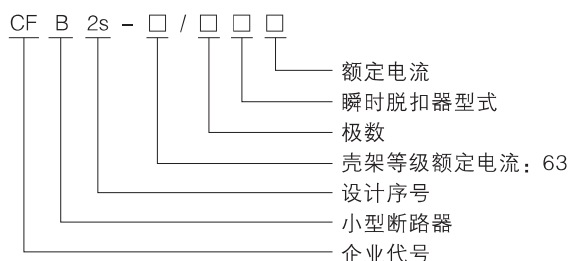 CF B 2s - □ / □ □ □
额定电流
瞬时脱扣器型式
极数
壳架等级额定电流：63
设计序号
小型断路器
企业代号